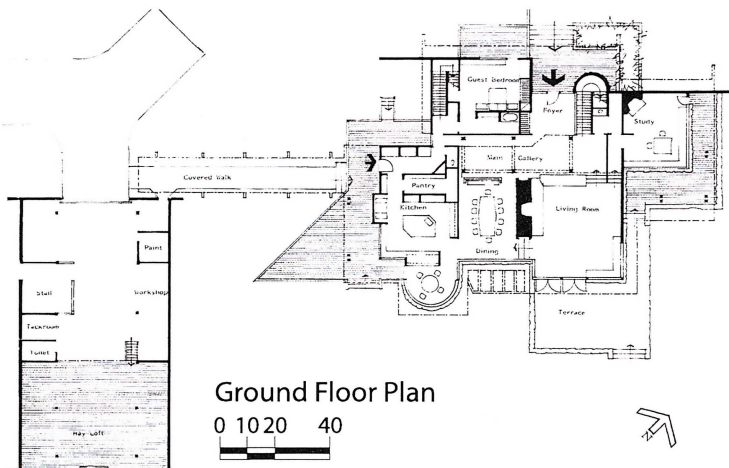 Guest Bedroom
Foyer
Study
Main Gallery
Covered Walk
Pantry
Kitchen
Living Room
Dining
Paint
Stall
Workshop
Tackroom
Toilet
Terrace
Hay Loft
Ground Floor Plan
0 10 20 40
N